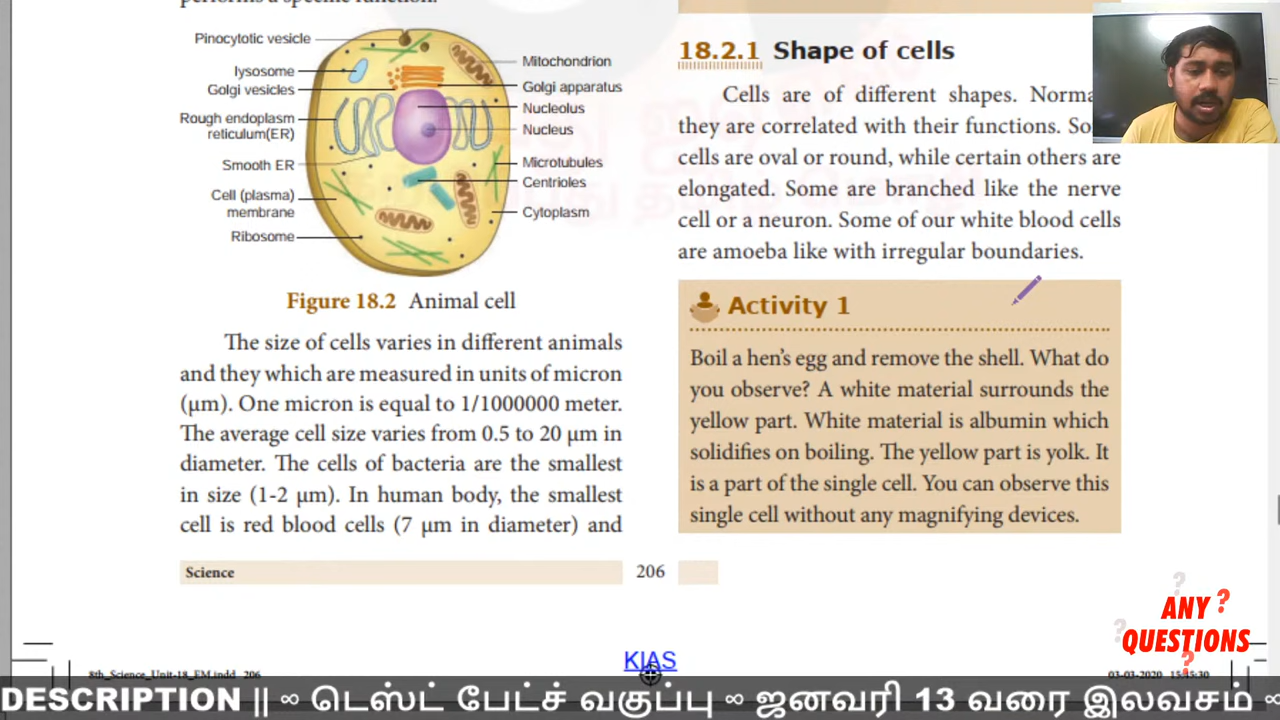 Pinocytotic vesicle
lysosome
Golgi vesicles
Rough endoplasm
reticulum(ER)
Smooth ER
Cell (plasma)
membrane
Ribosome
Mitochondrion
Golgi apparatus
Nucleolus
Nucleus
Microtubules
Centrioles
Cytoplasm
Figure 18.2 Animal cell
The size of cells varies in different animals
and they which are measured in units of micron
(µm). One micron is equal to 1/1000000 meter.
The average cell size varies from 0.5 to 20 µm in
diameter. The cells of bacteria are the smallest
in size (1-2 µm). In human body, the smallest
cell is red blood cells (7 µm in diameter) and
18.2.1 Shape of cells
Cells are of different shapes.
they are correlated with their functions.
cells are oval or round, while certain others are
elongated. Some are branched like the nerve
cell or a neuron. Some of our white blood cells
are amoeba like with irregular boundaries.
Activity 1
Boil a hen's egg and remove the shell. What do
you observe? A white material surrounds the
yellow part. White material is albumin which
solidifies on boiling. The yellow part is yolk. It
is a part of the single cell. You can observe this
single cell without any magnifying devices.
Science
206
KIAS
8th_Science_Unit-18_EM.indd 206
03-03-2020
ANY ?
QUESTIONS
DESCRIPTION || ∞ டெஸ்ட் பேட்ச் வகுப்பு ∞ ஜனவரி 13 வரை இலவசம் ∞